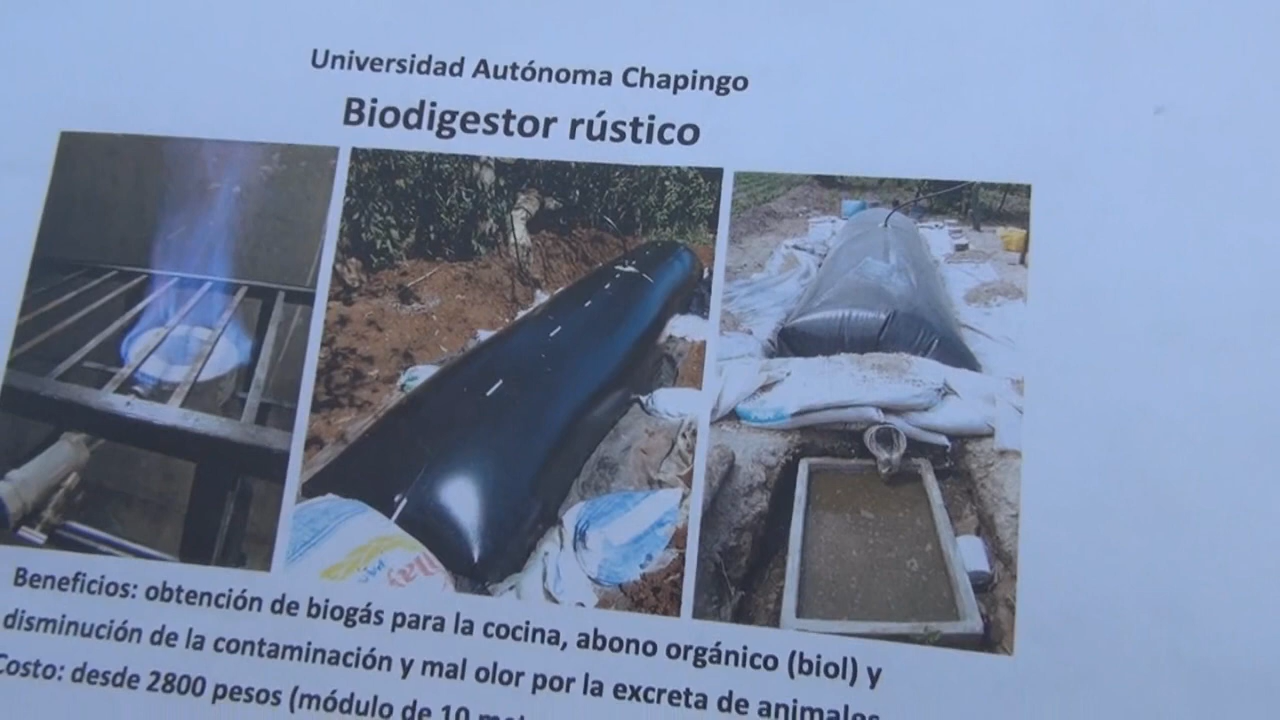 Universidad Autónoma Chapingo
Biodigestor rústico
Beneficios: obtención de biogás para la cocina, abono orgánico (biol) y
disminución de la contaminación y mal olor por la excreta de animales
Costo: desde 2800 pesos (módulo de 10